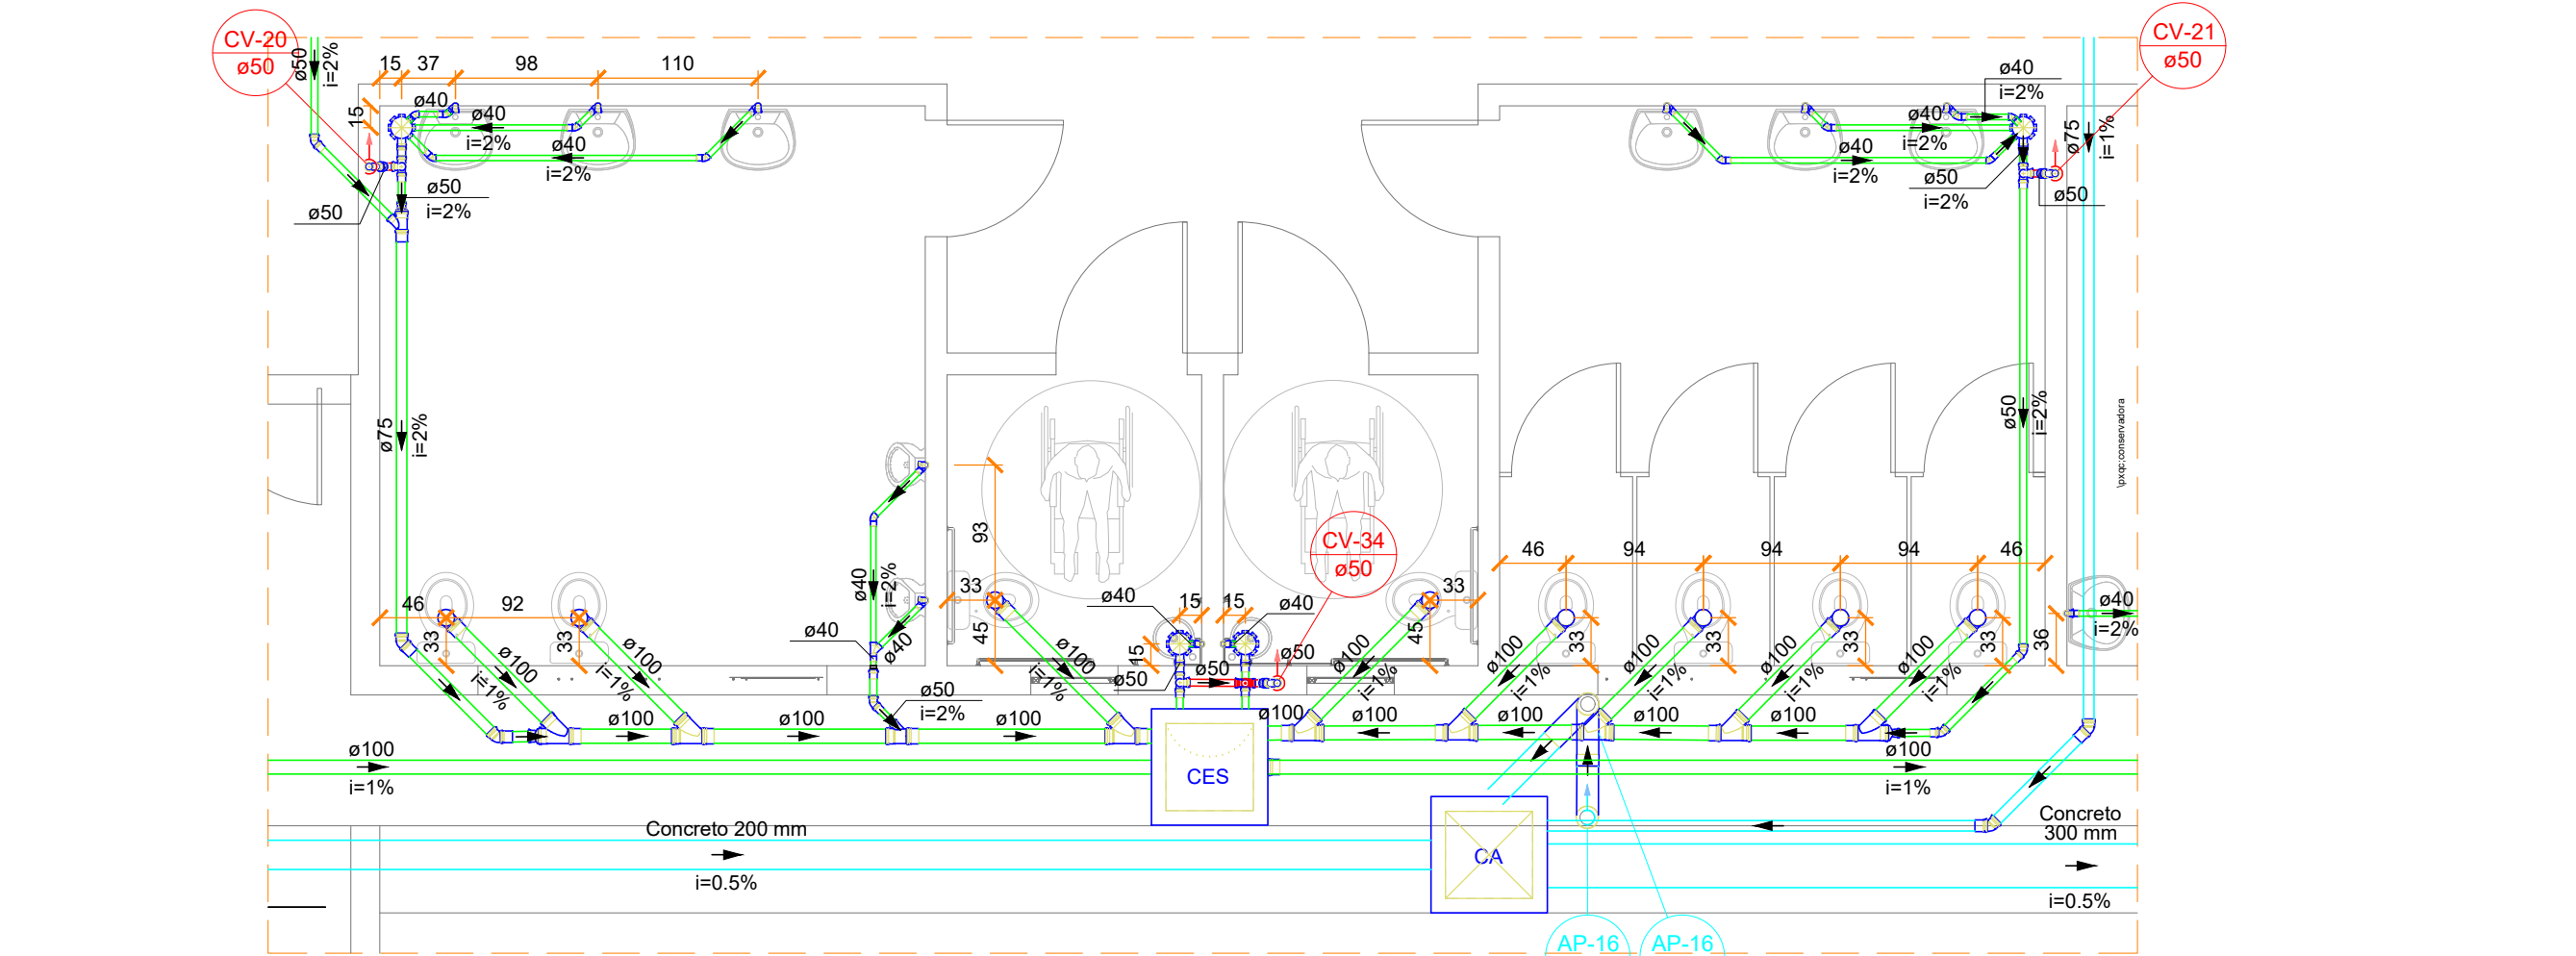 CV-20
ø50
ø50
i=2%
15
37
98
110
15
ø40
ø40
i=2%
ø40
i=2%
ø50
i=2%
ø50
CV-21
ø50
ø40
i=2%
ø40
i=2%
ø40
i=2%
ø50
i=2%
ø50
ø75
i=1%
ø75
i=2%
ø50
i=2%
\pxqc;conservadora
93
CV-34
ø50
46
94
94
94
46
ø40
i=2%
33
33
46
92
33
33
45
45
ø40
15
15
ø40
15
33
33
33
33
36
ø40
i=2%
ø40
ø40
ø100
i=1%
ø100
i=1%
ø100
i=1%
ø50
ø50
ø50
ø100
i=1%
ø100
i=1%
ø100
i=1%
ø100
i=1%
ø100
i=1%
ø50
i=2%
ø100
ø100
ø100
ø100
ø100
ø100
ø100
ø100
ø100
i=1%
CES
ø100
i=1%
Concreto 200 mm
i=0.5%
CA
Concreto
300 mm
i=0.5%
AP-16
AP-16